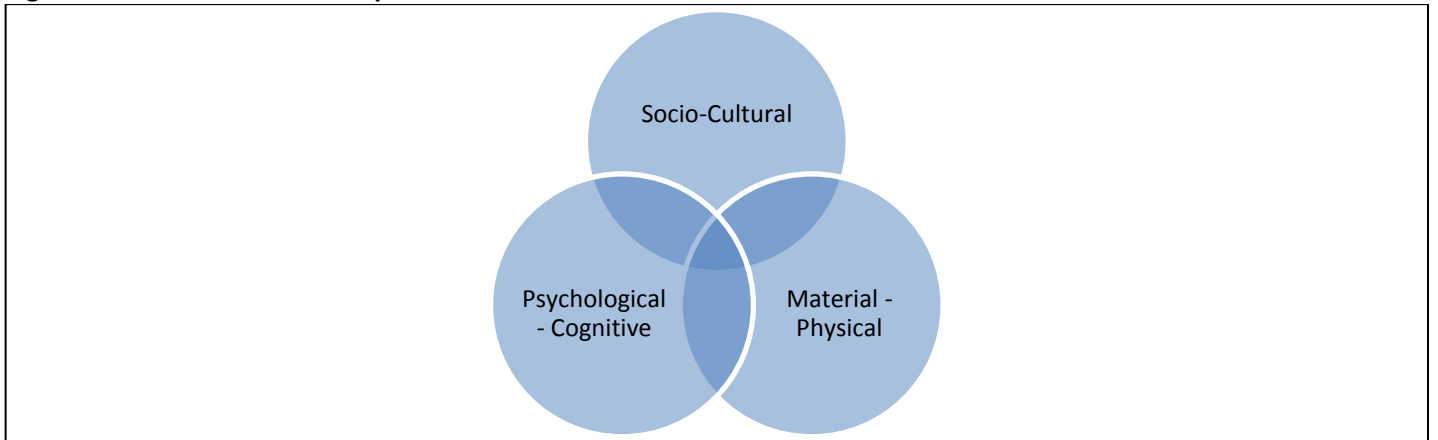 Socio-Cultural
Psychological
- Cognitive
Material -
Physical